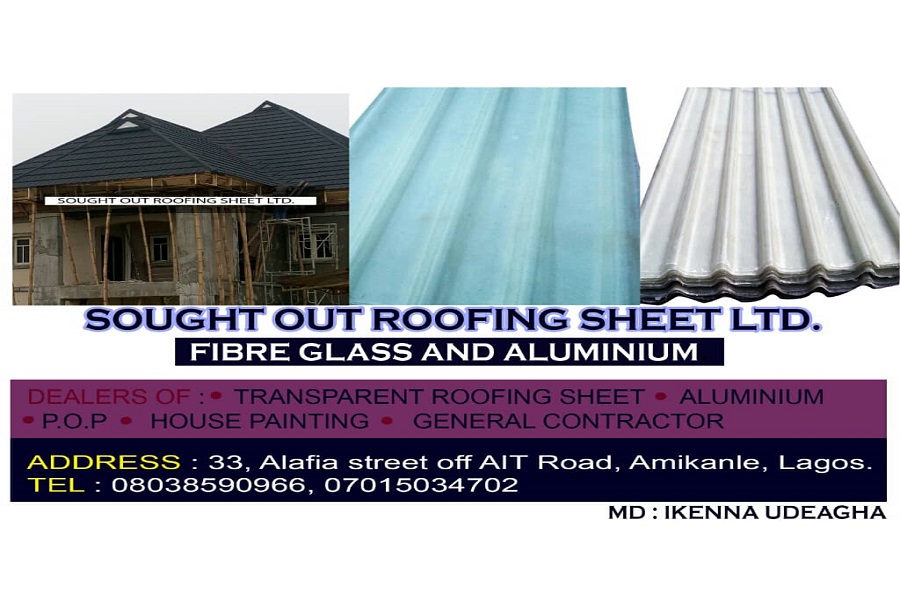 SOUGHT OUT ROOFING SHEET LTD.
SOUGHT OUT ROOFING SHEET LTD.
FIBRE GLASS AND ALUMINIUM.
DEALERS OF : • TRANSPARENT ROOFING SHEET • ALUMINIUM
• P.O.P • HOUSE PAINTING • GENERAL CONTRACTOR
ADDRESS : 33, Alafia street off AIT Road, Amikanle, Lagos.
TEL : 08038590966, 07015034702
MD : IKENNA UDEAGHA